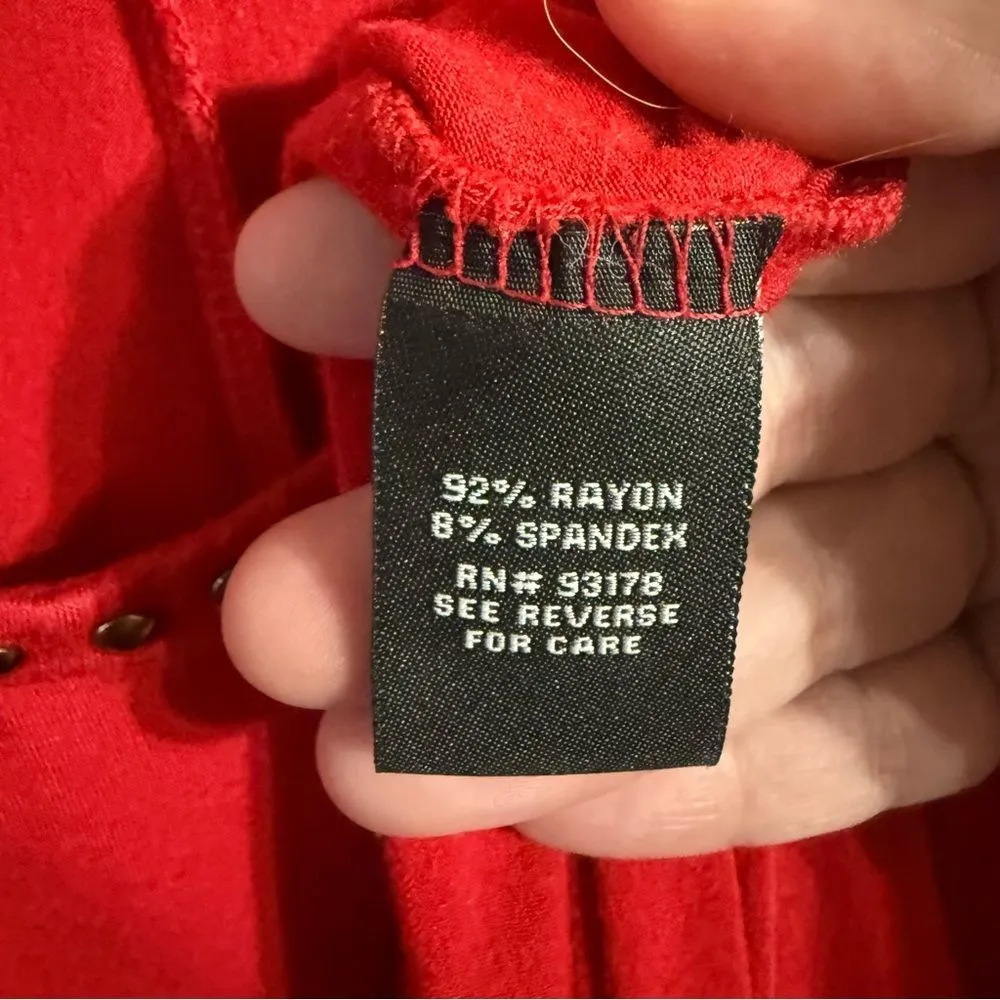 92% RAYON
8% SPANDEX
RN# 93178
SEE REVERSE
FOR CARE